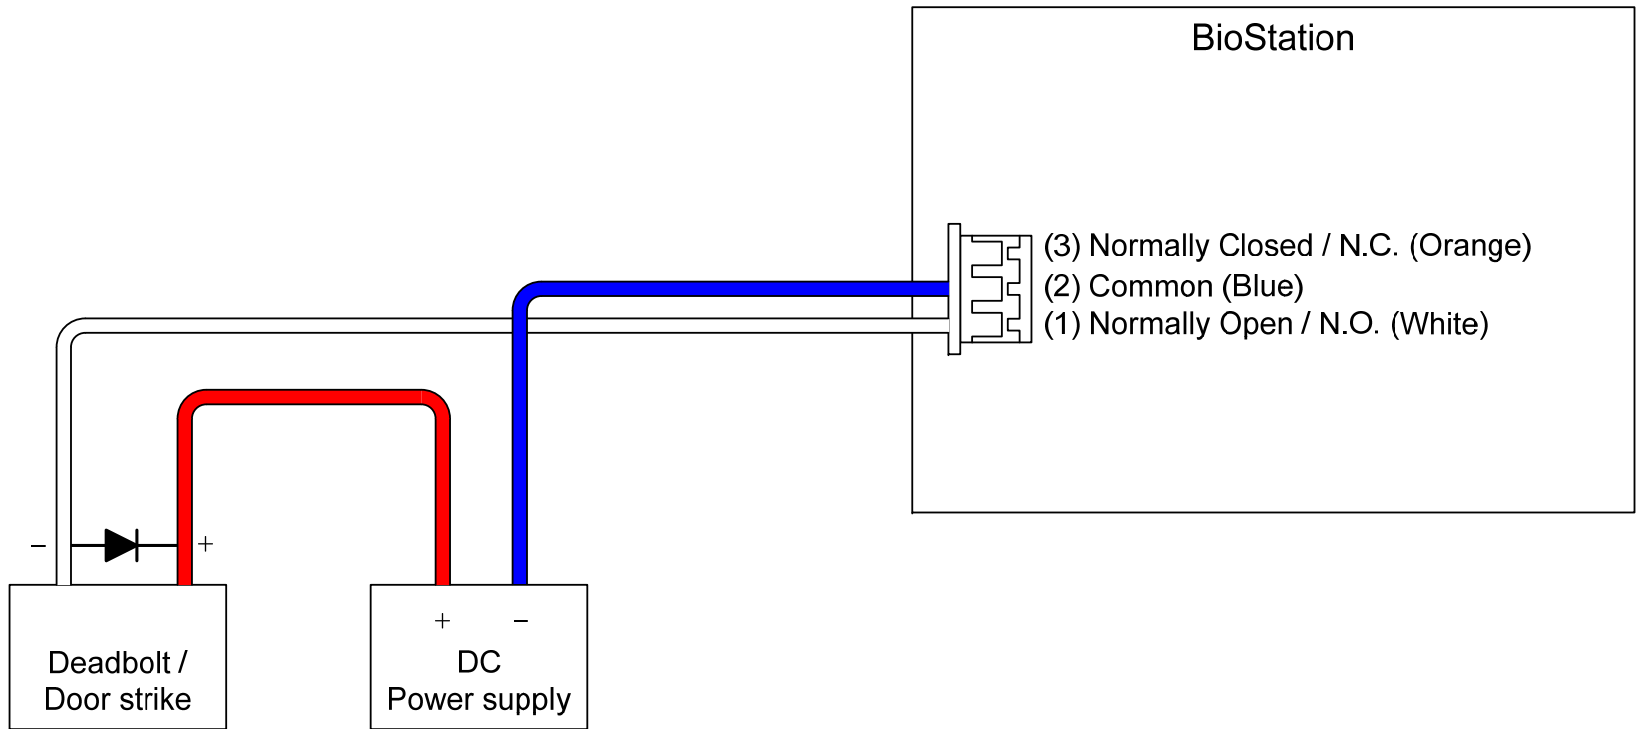 BioStation
(3) Normally Closed / N.C. (Orange)
(2) Common (Blue)
(1) Normally Open / N.O. (White)
− +
+ −
Deadbolt /
Door strike
DC
Power supply